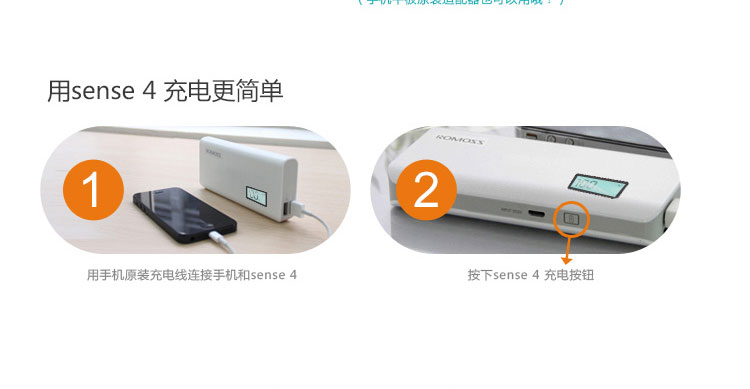 (手机平板原装适配器也可以用哦！)
用sense 4 充电更简单
1
ROMOSS
2
ROMOSS
100
用手机原装充电线连接手机和sense 4
按下sense 4 充电按钮